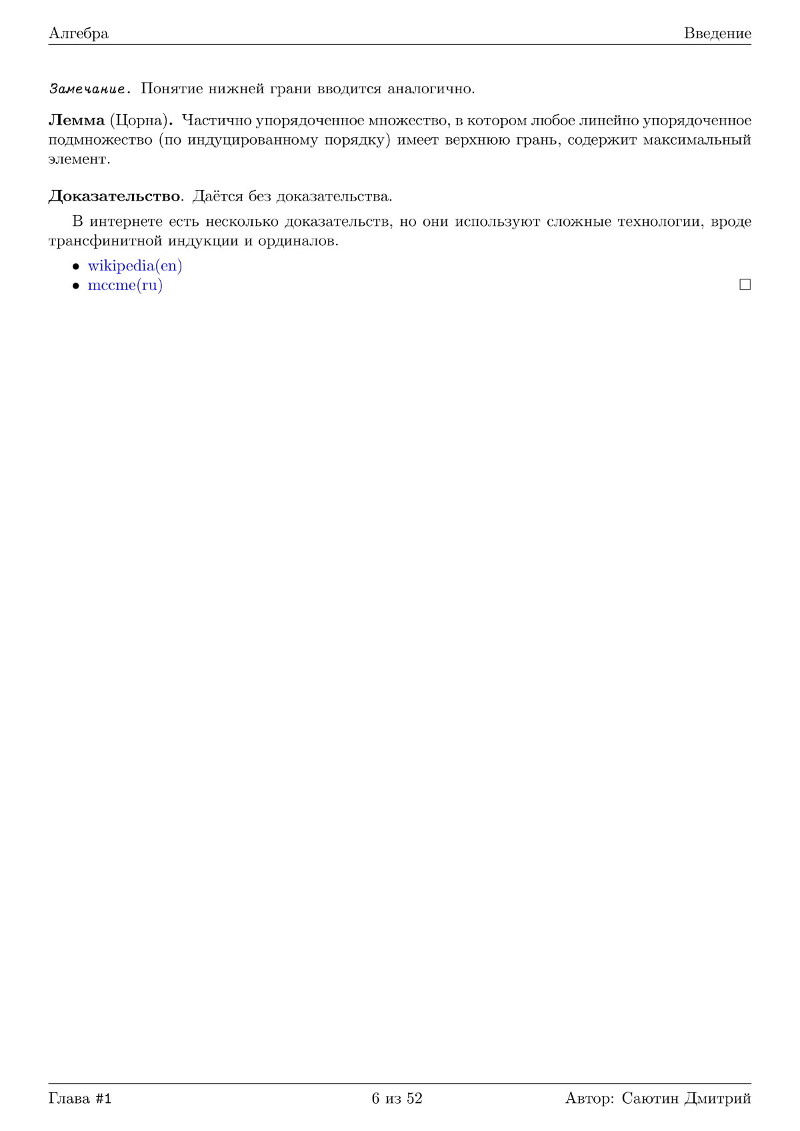 Алгебра Введение
Замечание. Понятие нижней грани вводится аналогично.
Лемма (Цорна). Частично упорядоченное множество, в котором любое линейно упорядоченное
подмножество (по индуцированному порядку) имеет верхнюю грань, содержит максимальный
элемент.
Доказательство. Даётся без доказательства.
В интернете есть несколько доказательств, но они используют сложные технологии, вроде
трансфинитной индукции и ординалов.
• wikipedia(en)
• mccme(ru) □
Глава #1 6 из 52 Автор: Саютин Дмитрий